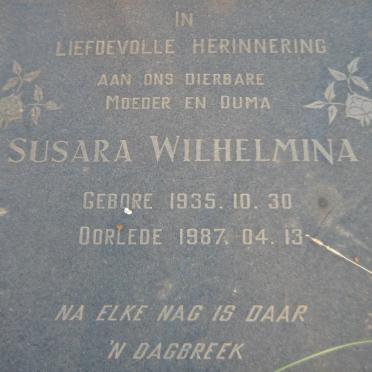 IN
LIEFDEVOLLE HERINNERING
AAN ONS DIERBARE
MOEDER EN OUMA
SUSARA WILHELMINA
GEBORE 1935. 10. 30
OORLEDE 1987. 04. 13
NA ELKE NAG IS DAAR
'N DAGBREEK